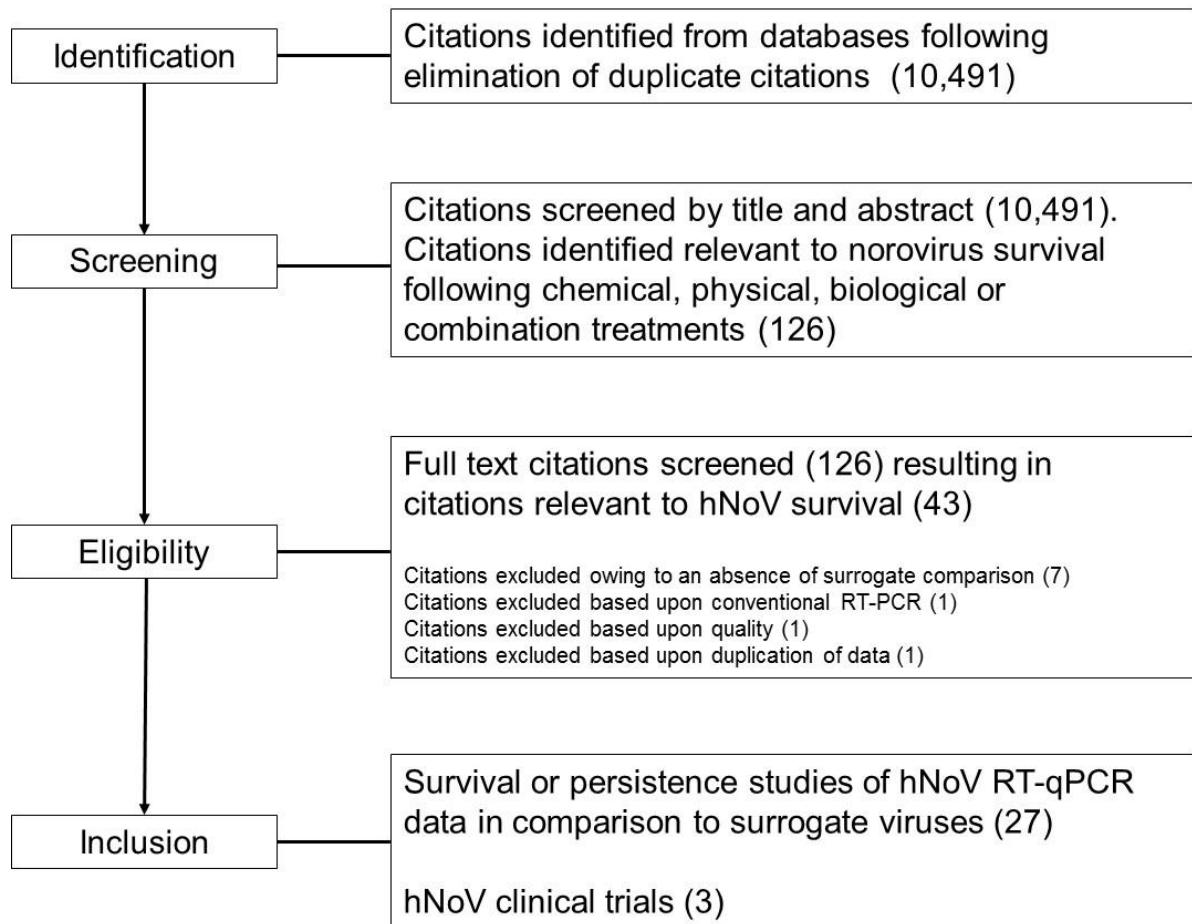 Identification
Citations identified from databases following
elimination of duplicate citations (10,491)
Screening
Citations screened by title and abstract (10,491).
Citations identified relevant to norovirus survival
following chemical, physical, biological or
combination treatments (126)
Eligibility
Full text citations screened (126) resulting in
citations relevant to hNoV survival (43)
Citations excluded owing to an absence of surrogate comparison (7)
Citations excluded based upon conventional RT-PCR (1)
Citations excluded based upon quality (1)
Citations excluded based upon duplication of data (1)
Inclusion
Survival or persistence studies of hNoV RT-qPCR
data in comparison to surrogate viruses (27)
hNoV clinical trials (3)